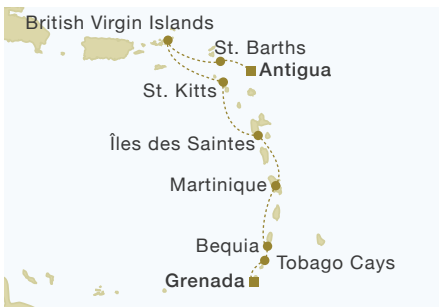 British Virgin Islands
St. Barths
Antigua
St. Kitts
Îles des Saintes
Martinique
Bequia
Tobago Cays
Grenada